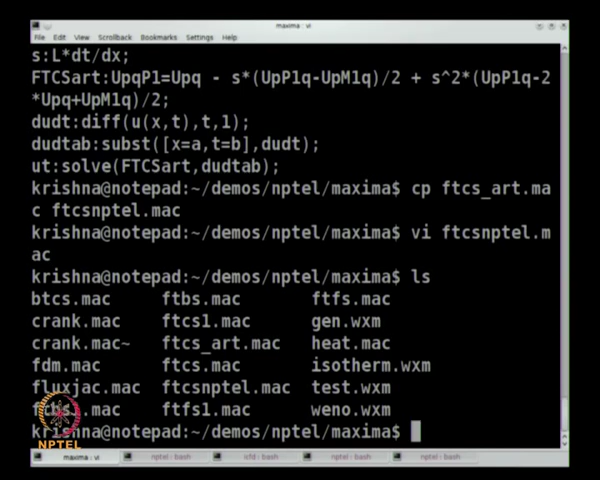 maxima : vi
File Edit View Scrollback Bookmarks Settings Help
s:L*dt/dx;
FTCSart:UpqP1=Upq - s*(UpP1q-UpM1q)/2 + s^2*(UpP1q-2
*Upq+UpM1q)/2;
dudt:diff(u(x,t),t,1);
dudtab:subst([x=a,t=b],dudt);
ut:solve(FTCSart,dudtab);
krishna@notepad:~/demos/nptel/maxima$ cp ftcs_art.ma
c ftcsnptel.mac
krishna@notepad:~/demos/nptel/maxima$ vi ftcsnptel.m
ac
krishna@notepad:~/demos/nptel/maxima$ ls
btcs.mac ftbs.mac ftfs.mac
crank.mac ftcs1.mac gen.wxm
crank.mac~ ftcs_art.mac heat.mac
fdm.mac ftcs.mac isotherm.wxm
fluxjac.mac ftcsnptel.mac test.wxm
ftfs1.mac weno.wxm
krishna@notepad:~/demos/nptel/maxima$
NPTEL
maxima : vi nptel : bash cfd : bash nptel : bash nptel : bash